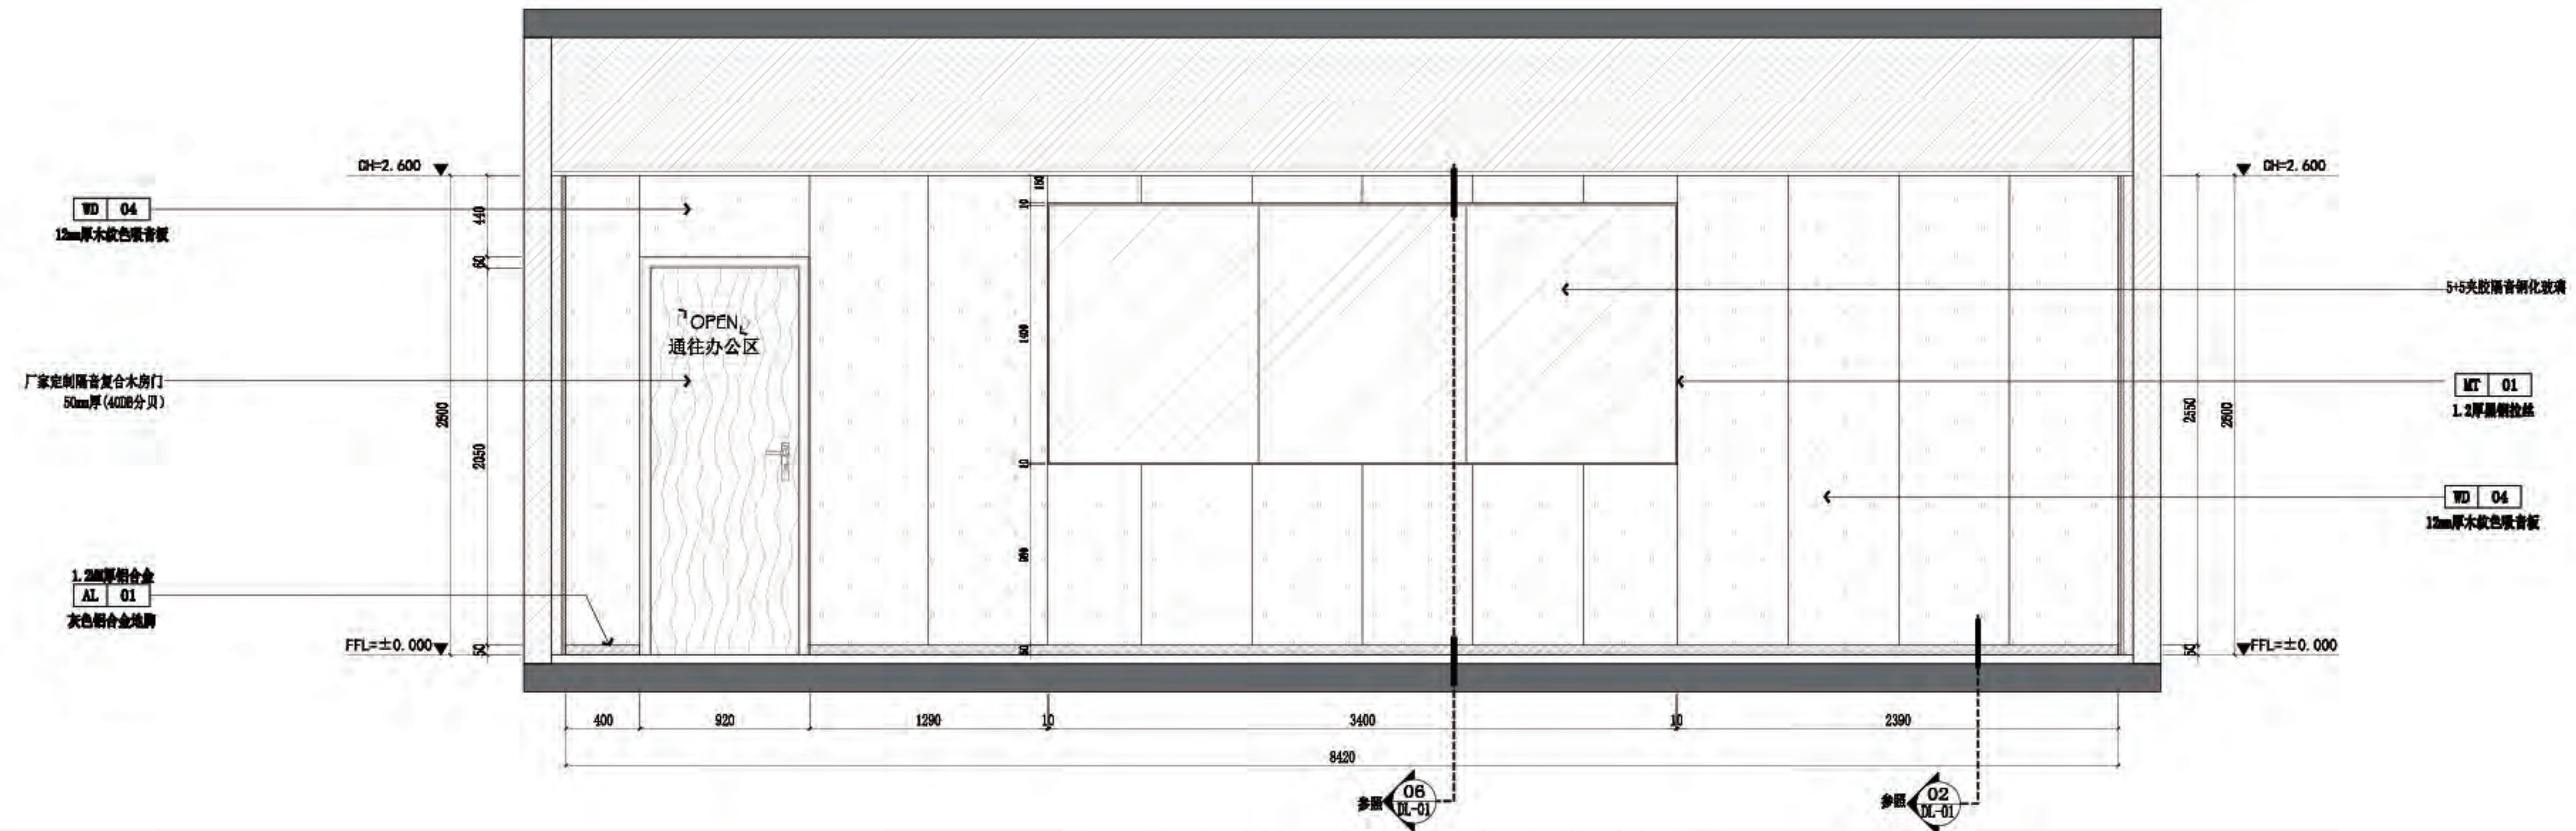 CH=2.600
CH=2.600
WD 04
12mm厚木纹色吸音板
440
60
150
10
OPEN
通往办公区
5+5夹胶隔音钢化玻璃
1400
厂家定制隔音复合木房门
50mm厚(40DB分贝)
MT 01
1.2厚黑钢拉丝
2600
2050
2550
2600
10
WD 04
12mm厚木纹色吸音板
1.2MM厚铝合金
AL 01
灰色铝合金地脚
FFL=±0.000
50
50
FFL=±0.000
400
920
1290
10
3400
10
2390
8420
参照
06
DL-01
参照
02
DL-01